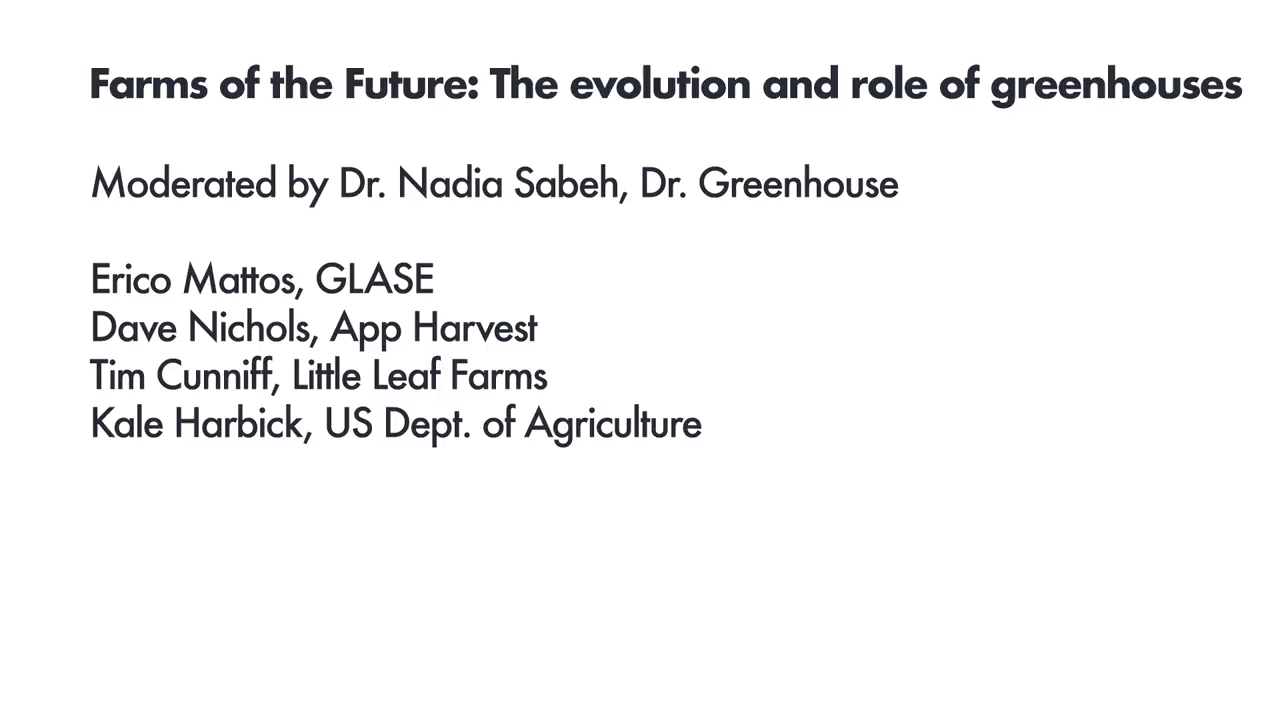 Farms of the Future: The evolution and role of greenhouses
Moderated by Dr. Nadia Sabeh, Dr. Greenhouse
Erico Mattos, GLASE
Dave Nichols, App Harvest
Tim Cunniff, Little Leaf Farms
Kale Harbick, US Dept. of Agriculture